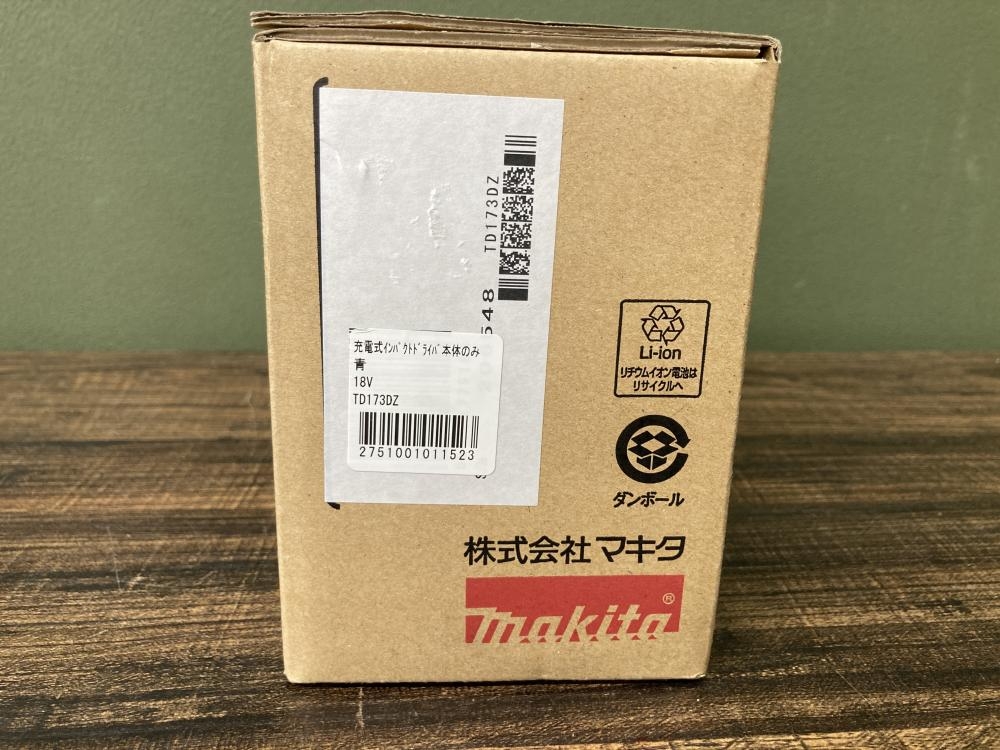 TD173DZ
548
充電式ｲﾝﾊﾟｸﾄﾄﾞﾗｲﾊﾞ本体のみ
青
18V
TD173DZ
2751001011523
Li-ion
リチウムイオン電池は
リサイクルへ
ダンボール
株式会社マキタ
makita®